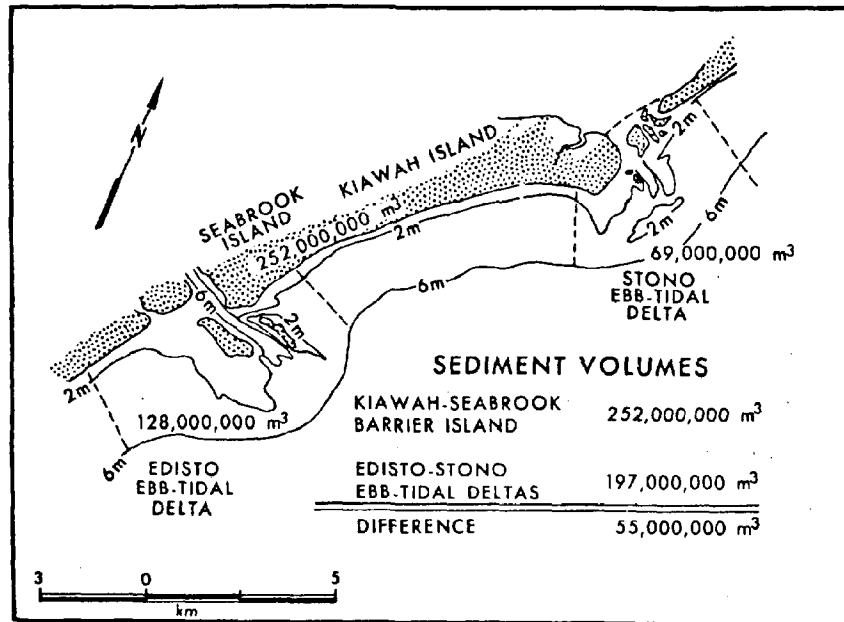 N
SEABROOK
ISLAND
KIAWAH ISLAND
252,000,000 m³
2m
6m
2m
2m
6m
2m
6m
69,000,000 m³
STONO
EBB-TIDAL
DELTA
6m
2m
2m
128,000,000 m³
6m
EDISTO
EBB-TIDAL
DELTA
SEDIMENT VOLUMES
KIAWAH-SEABROOK
BARRIER ISLAND 252,000,000 m³
EDISTO-STONO
EBB-TIDAL DELTAS 197,000,000 m³
DIFFERENCE 55,000,000 m³
3 0 5
km